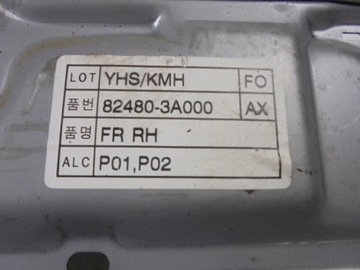 LOT YHS/KMH FO
품번 82480-3A000 AX
품명 FR RH
ALC P01,P02